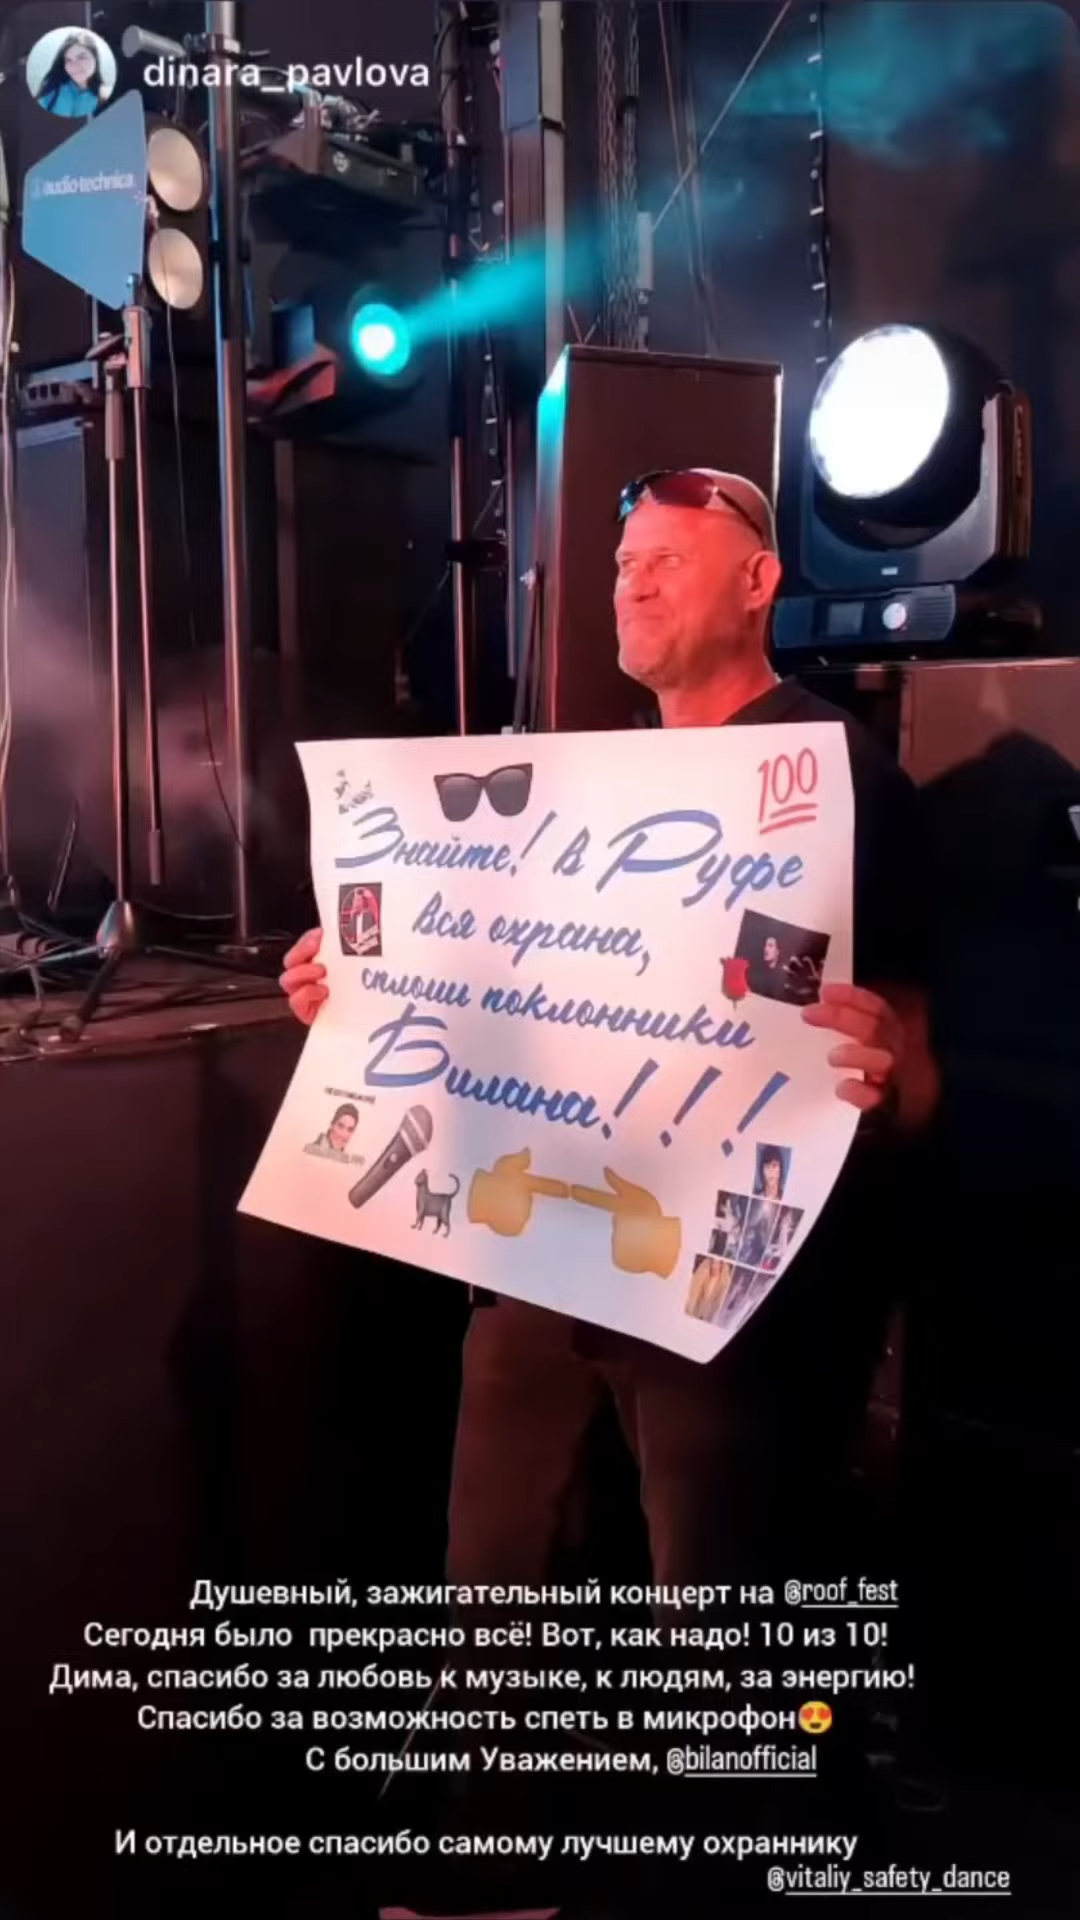 dinara_pavlova
audio-technica
100
Знайте! в Руфе
вся охрана,
сплошь поклонники
Билана!!!
Душевный, зажигательный концерт на @roof_fest
Сегодня было прекрасно всё! Вот, как надо! 10 из 10!
Дима, спасибо за любовь к музыке, к людям, за энергию!
Спасибо за возможность спеть в микрофон😍
С большим Уважением, @bilanofficial
И отдельное спасибо самому лучшему охраннику
@vitaliy_safety_dance